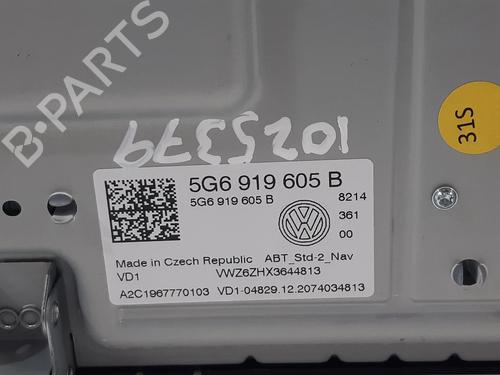 B-PARTS
31S
1025379
5G6 919 605 B
5G6 919 605 B
8214
361
00
Made in Czech Republic ABT_Std-2_Nav
VD1 VWZ6ZHX3644813
A2C1967770103 VD1-04829.12.2074034813